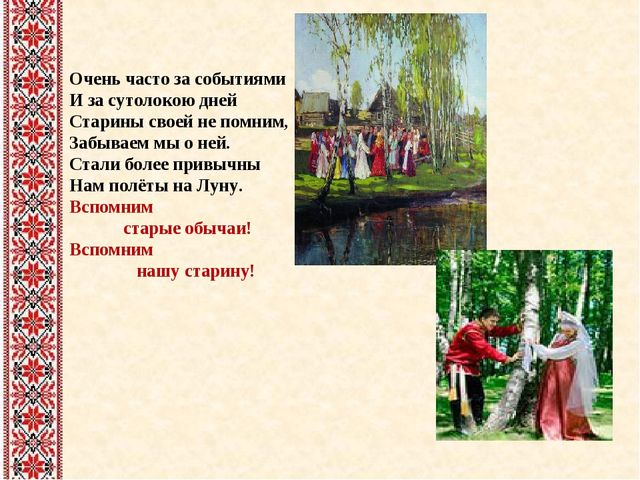 Очень часто за событиями
И за сутолокою дней
Старины своей не помним,
Забываем мы о ней.
Стали более привычны
Нам полёты на Луну.
Вспомним
старые обычаи!
Вспомним
нашу старину!